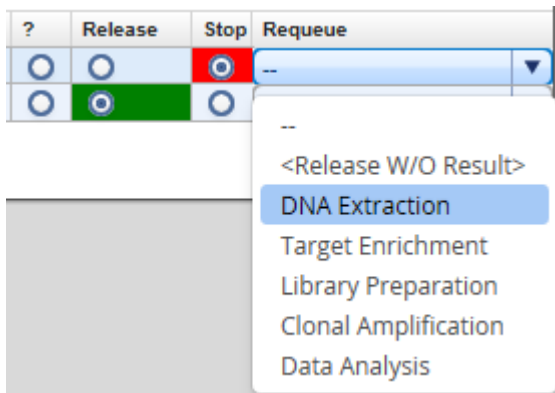 ? Release Stop Requeue
--
--
<Release W/O Result>
DNA Extraction
Target Enrichment
Library Preparation
Clonal Amplification
Data Analysis